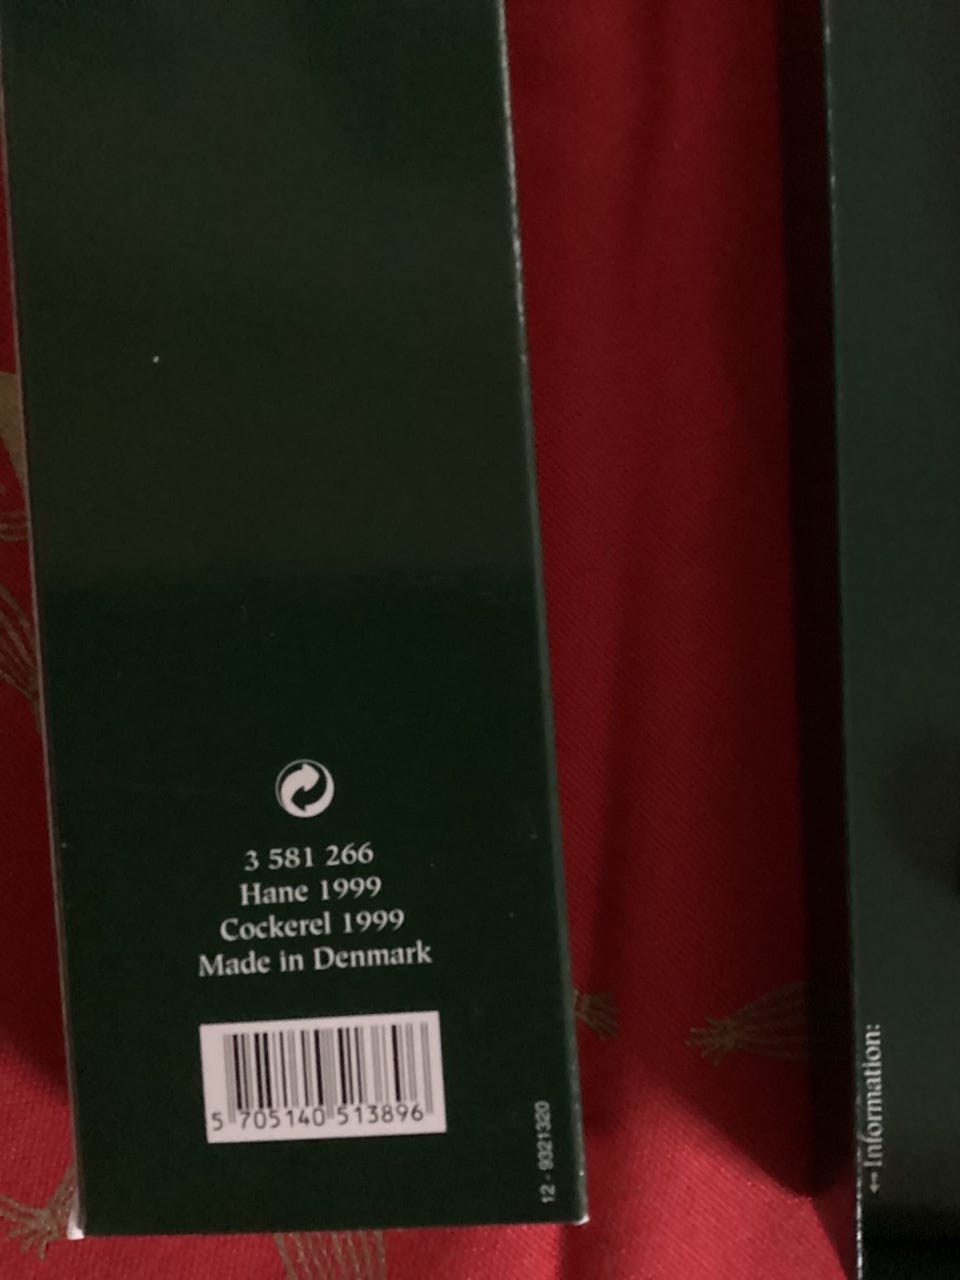 3 581 266
Hane 1999
Cockerel 1999
Made in Denmark
5 705140 513896
12 - 9321320
← Information: